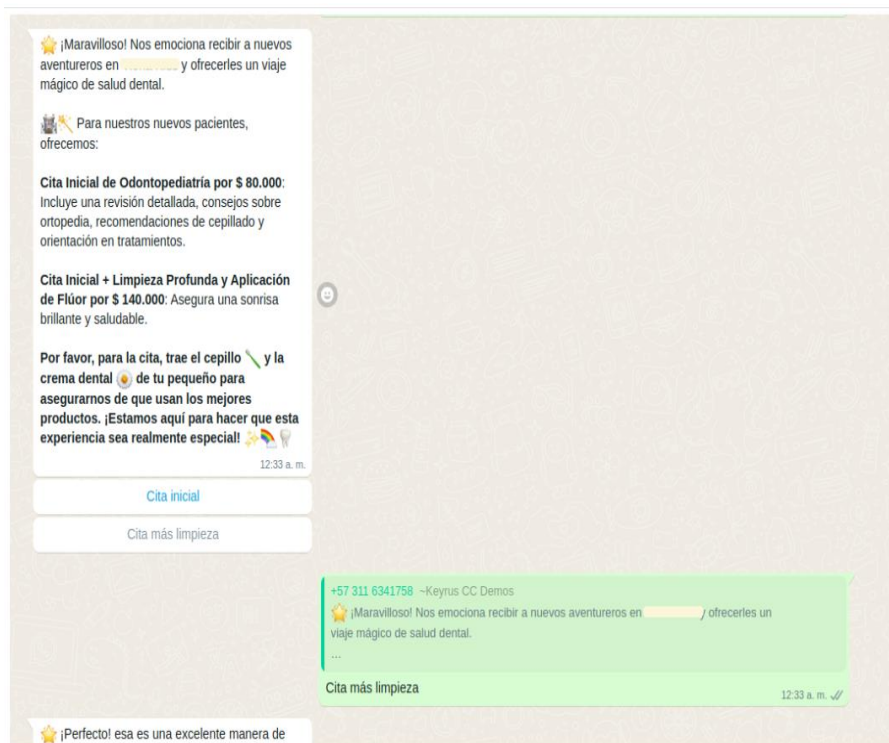 ¡Maravilloso! Nos emociona recibir a nuevos
aventureros en y ofrecerles un viaje
mágico de salud dental.
Para nuestros nuevos pacientes,
ofrecemos:
Cita Inicial de Odontopediatría por $ 80.000:
Incluye una revisión detallada, consejos sobre
ortopedia, recomendaciones de cepillado y
orientación en tratamientos.
Cita Inicial + Limpieza Profunda y Aplicación
de Flúor por $ 140.000: Asegura una sonrisa
brillante y saludable.
Por favor, para la cita, trae el cepillo y la
crema dental de tu pequeño para
asegurarnos de que usan los mejores
productos. ¡Estamos aquí para hacer que esta
experiencia sea realmente especial!
12:33 a. m.
Cita inicial
Cita más limpieza
+57 311 6341758 ~Keyrus CC Demos
¡Maravilloso! Nos emociona recibir a nuevos aventureros en y ofrecerles un
viaje mágico de salud dental.
...
Cita más limpieza
12:33 a. m.
¡Perfecto! esa es una excelente manera de